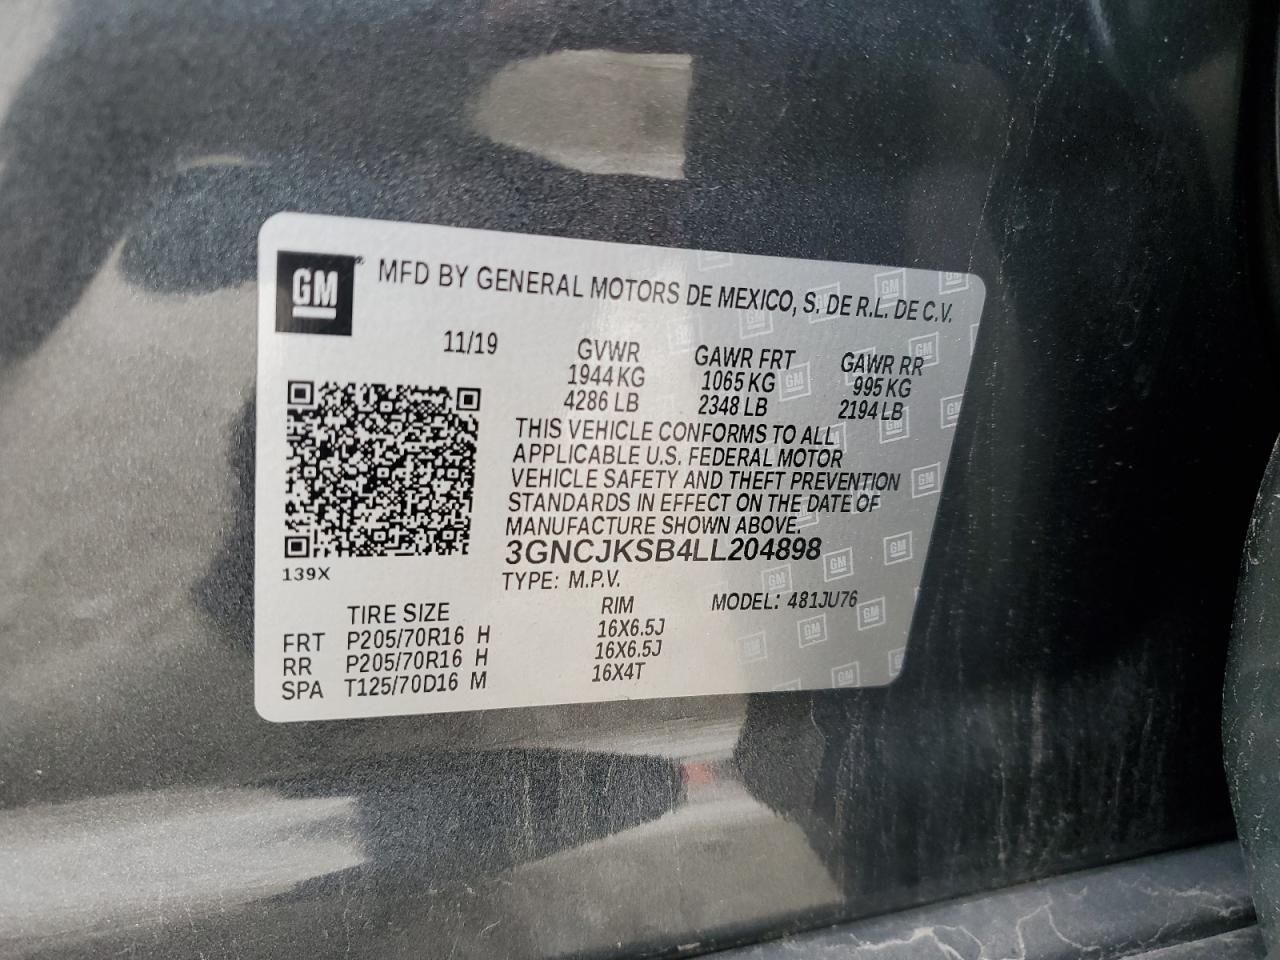 GM
MFD BY GENERAL MOTORS DE MEXICO, S. DE R.L. DE C.V.
11/19
GVWR GAWR FRT GAWR RR
1944 KG 1065 KG 995 KG
4286 LB 2348 LB 2194 LB
THIS VEHICLE CONFORMS TO ALL
APPLICABLE U.S. FEDERAL MOTOR
VEHICLE SAFETY AND THEFT PREVENTION
STANDARDS IN EFFECT ON THE DATE OF
MANUFACTURE SHOWN ABOVE.
3GNCJKSB4LL204898
139X
TYPE: M.P.V.
MODEL: 481JU76
TIRE SIZE RIM
FRT P205/70R16 H 16X6.5J
RR P205/70R16 H 16X6.5J
SPA T125/70D16 M 16X4T